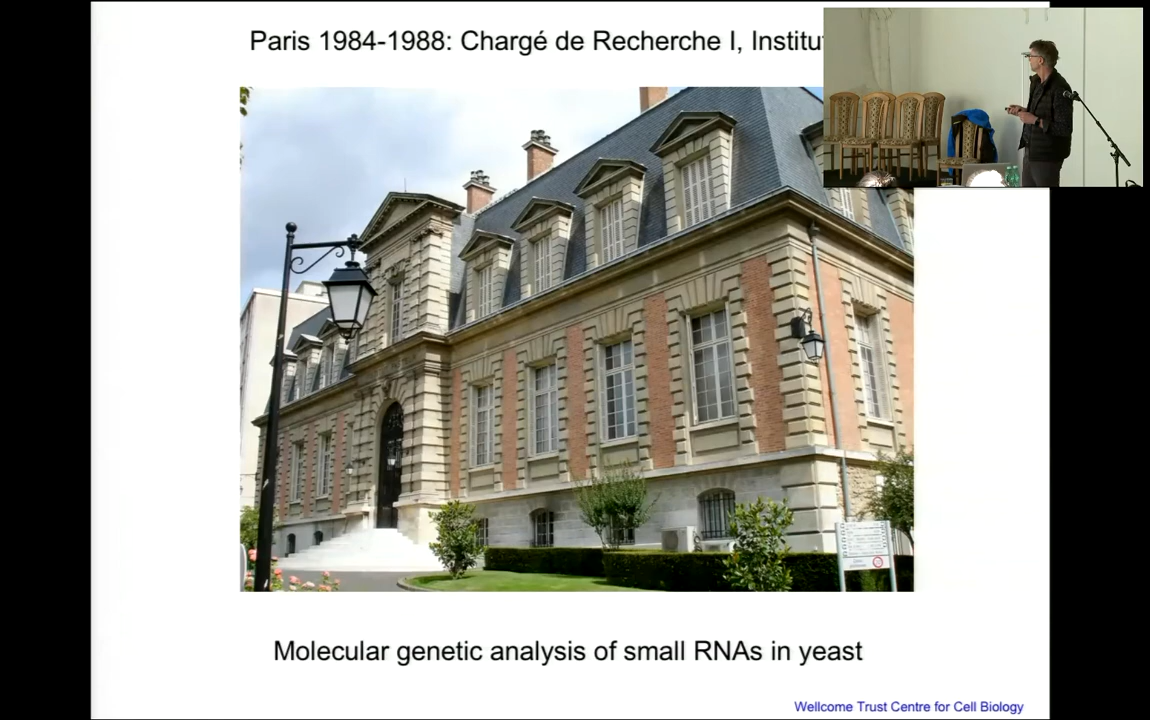 Paris 1984-1988: Chargé de Recherche I, Institut
Molecular genetic analysis of small RNAs in yeast
Wellcome Trust Centre for Cell Biology